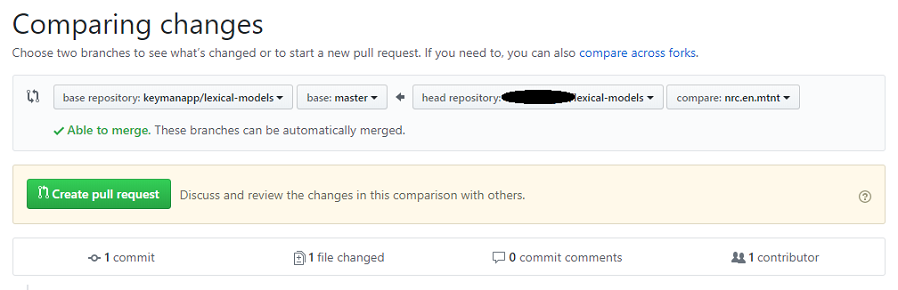 Comparing changes
Choose two branches to see what's changed or to start a new pull request. If you need to, you can also compare across forks.
base repository: keymanapp/lexical-models base: master head repository: /lexical-models compare: nrc.en.mtnt
Able to merge. These branches can be automatically merged.
Create pull request Discuss and review the changes in this comparison with others.
1 commit 1 file changed 0 commit comments 1 contributor